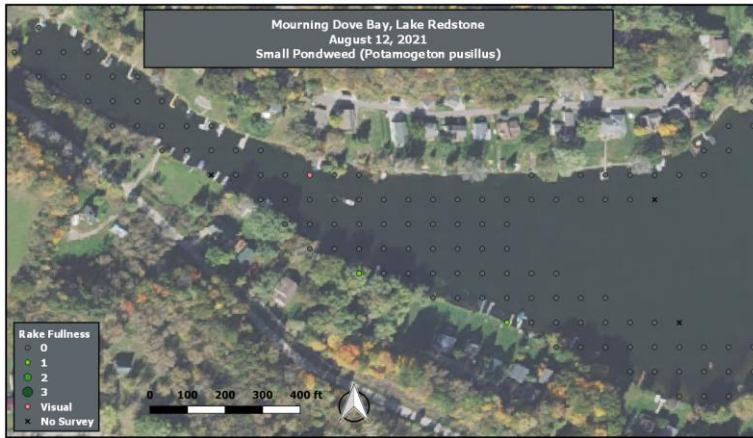 Mourning Dove Bay, Lake Redstone
August 12, 2021
Small Pondweed (Potamogeton pusillus)
Rake Fullness
0
1
2
3
Visual
No Survey
0 100 200 300 400 ft